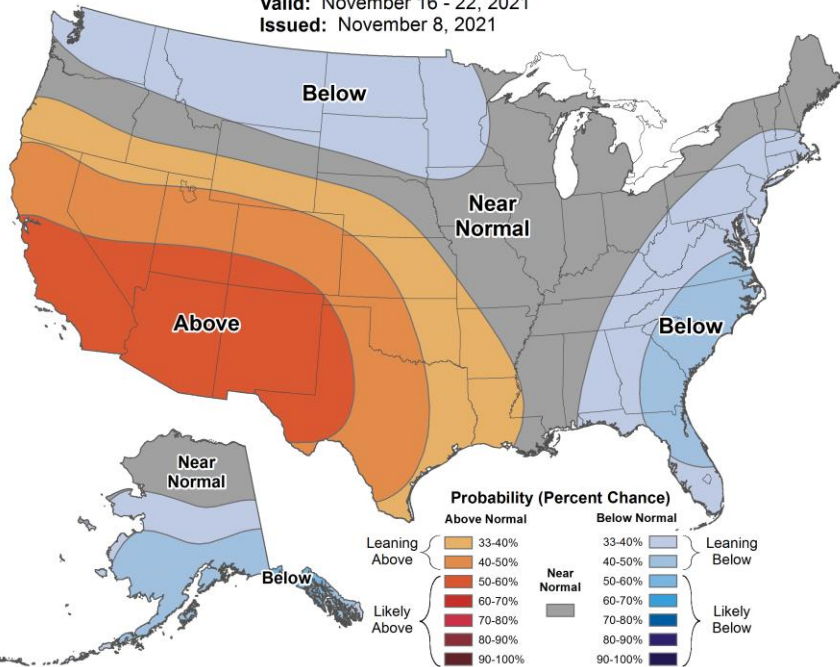 Valid: November 16 - 22, 2021
Issued: November 8, 2021
Below
Near
Normal
Above
Below
Near
Normal
Below
Probability (Percent Chance)
Above Normal
Below Normal
Leaning
Above
33-40%
40-50%
50-60%
60-70%
70-80%
80-90%
90-100%
Likely
Above
Near
Normal
33-40%
40-50%
50-60%
60-70%
70-80%
80-90%
90-100%
Leaning
Below
Likely
Below